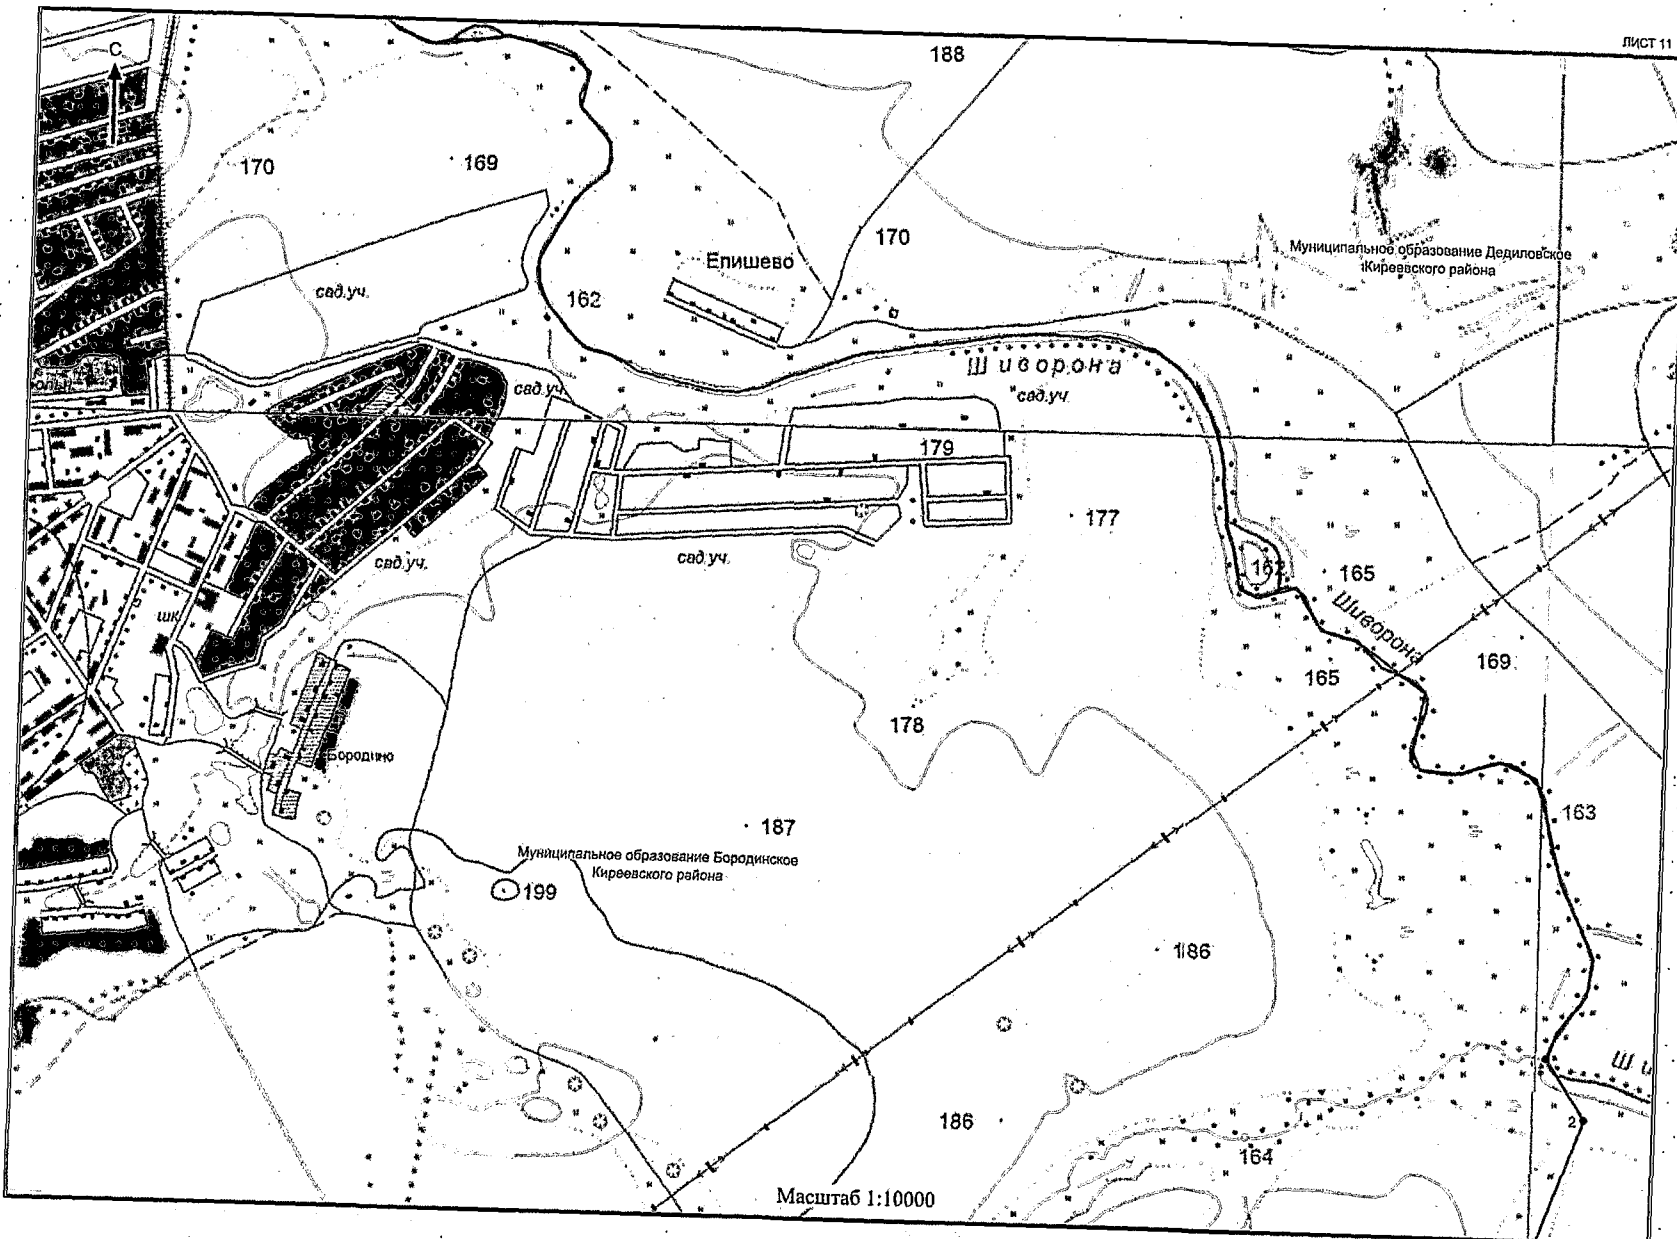 ЛИСТ 11
С
188
170
169
170
Муниципальное образование Дедиловское
Киреевского района
Епишево
сад.уч.
162
Шиворона
сад.уч.
сад.уч.
179
177
сад.уч.
сад.уч.
162
165
Шиворона
шк
169
165
178
Бородино
163
187
Муниципальное образование Бородинское
Киреевского района
199
186
186
2
164
Масштаб 1:10000